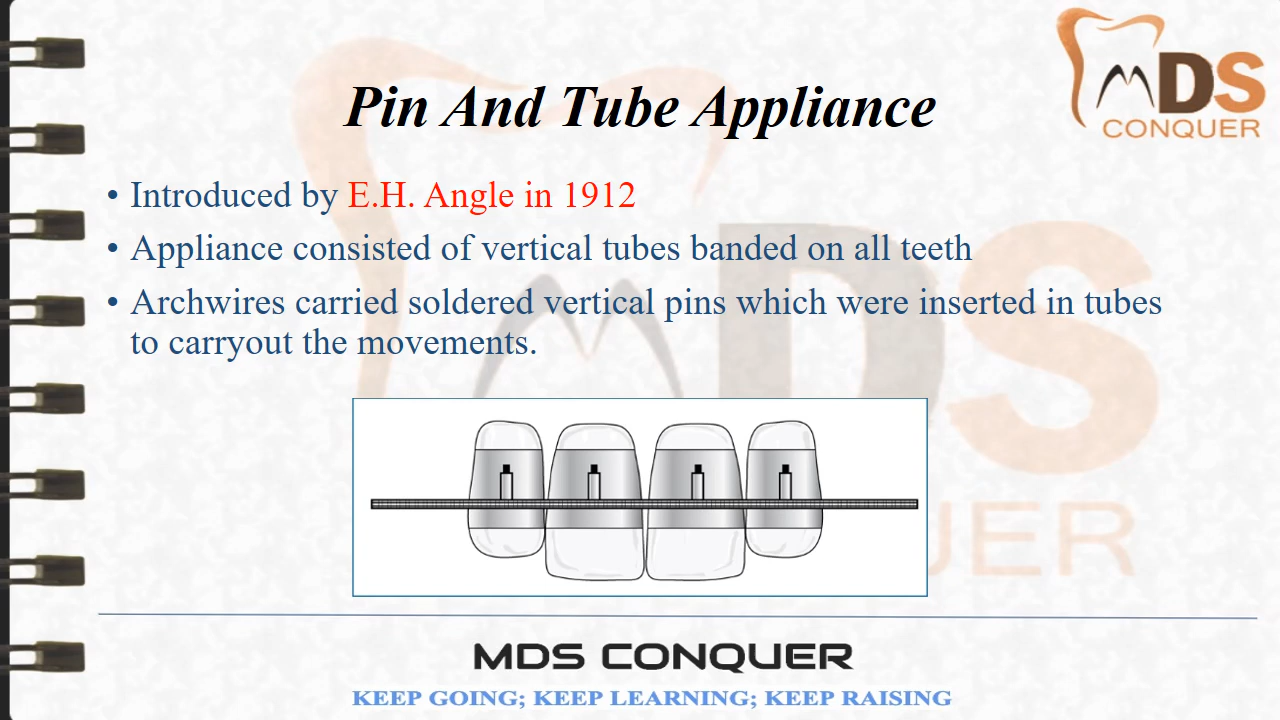 MDS
CONQUER
Pin And Tube Appliance
• Introduced by E.H. Angle in 1912
• Appliance consisted of vertical tubes banded on all teeth
• Archwires carried soldered vertical pins which were inserted in tubes
to carryout the movements.
MDS
UER
MDS CONQUER
KEEP GOING; KEEP LEARNING; KEEP RAISING